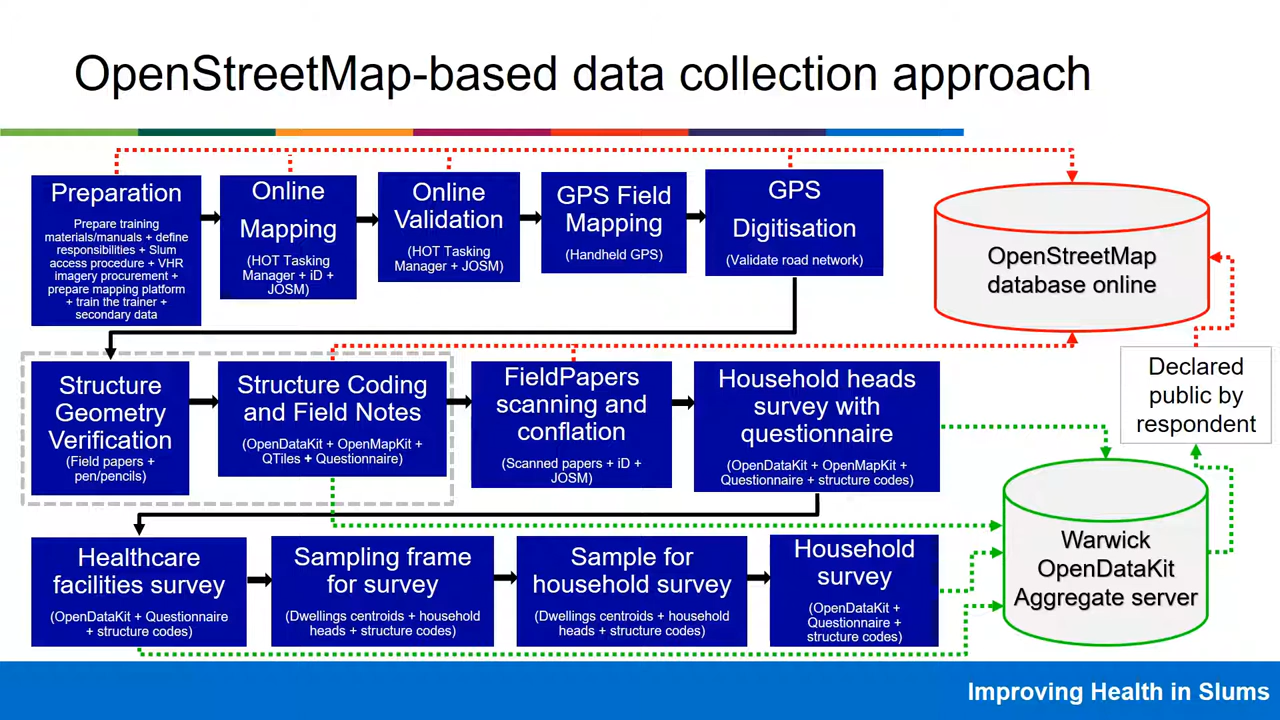 OpenStreetMap-based data collection approach
Preparation
Prepare training
materials/manuals + define
responsibilities + Slum
access procedure + VHR
imagery procurement +
prepare mapping platform
+ train the trainer +
secondary data
Online
Mapping
(HOT Tasking
Manager + iD +
JOSM)
Online
Validation
(HOT Tasking
Manager + JOSM)
GPS Field
Mapping
(Handheld GPS)
GPS
Digitisation
(Validate road network)
OpenStreetMap
database online
Structure
Geometry
Verification
(Field papers +
pen/pencils)
Structure Coding
and Field Notes
(OpenDataKit + OpenMapKit +
QTiles + Questionnaire)
FieldPapers
scanning and
conflation
(Scanned papers + iD +
JOSM)
Household heads
survey with
questionnaire
(OpenDataKit + OpenMapKit +
Questionnaire + structure codes)
Declared
public by
respondent
Healthcare
facilities survey
(OpenDataKit + Questionnaire
+ structure codes)
Sampling frame
for survey
(Dwellings centroids + household
heads + structure codes)
Sample for
household survey
(Dwellings centroids + household
heads + structure codes)
Household
survey
(OpenDataKit +
Questionnaire +
structure codes)
Warwick
OpenDataKit
Aggregate server
Improving Health in Slums